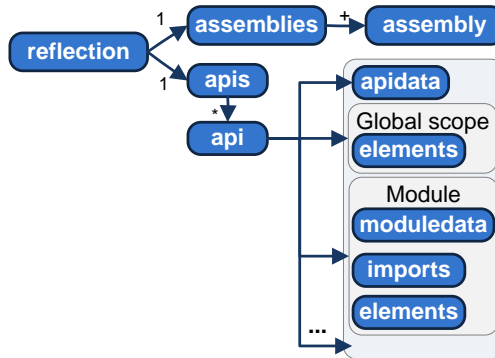 1
+
assemblies
assembly
reflection
1
apis
apidata
*
Global scope
api
elements
Module
moduledata
imports
elements
...